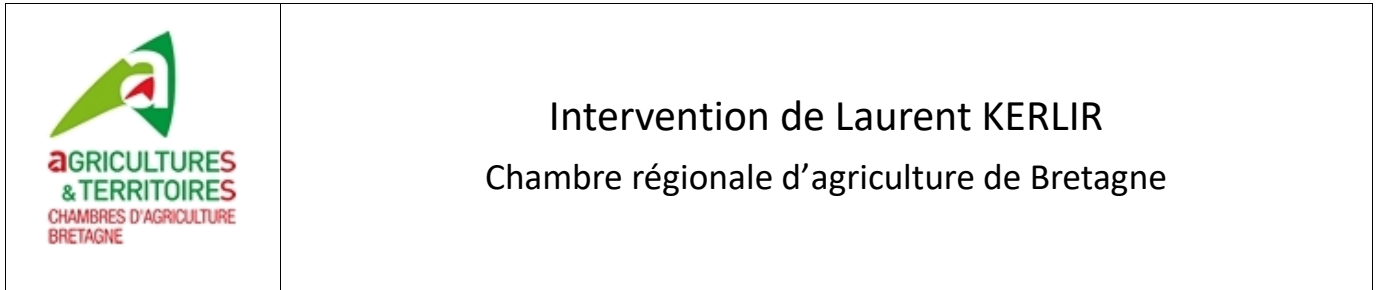 aGRICULTURES
&TERRITOIRES
CHAMBRES D'AGRICULTURE
BRETAGNE
Intervention de Laurent KERLIR
Chambre régionale d’agriculture de Bretagne